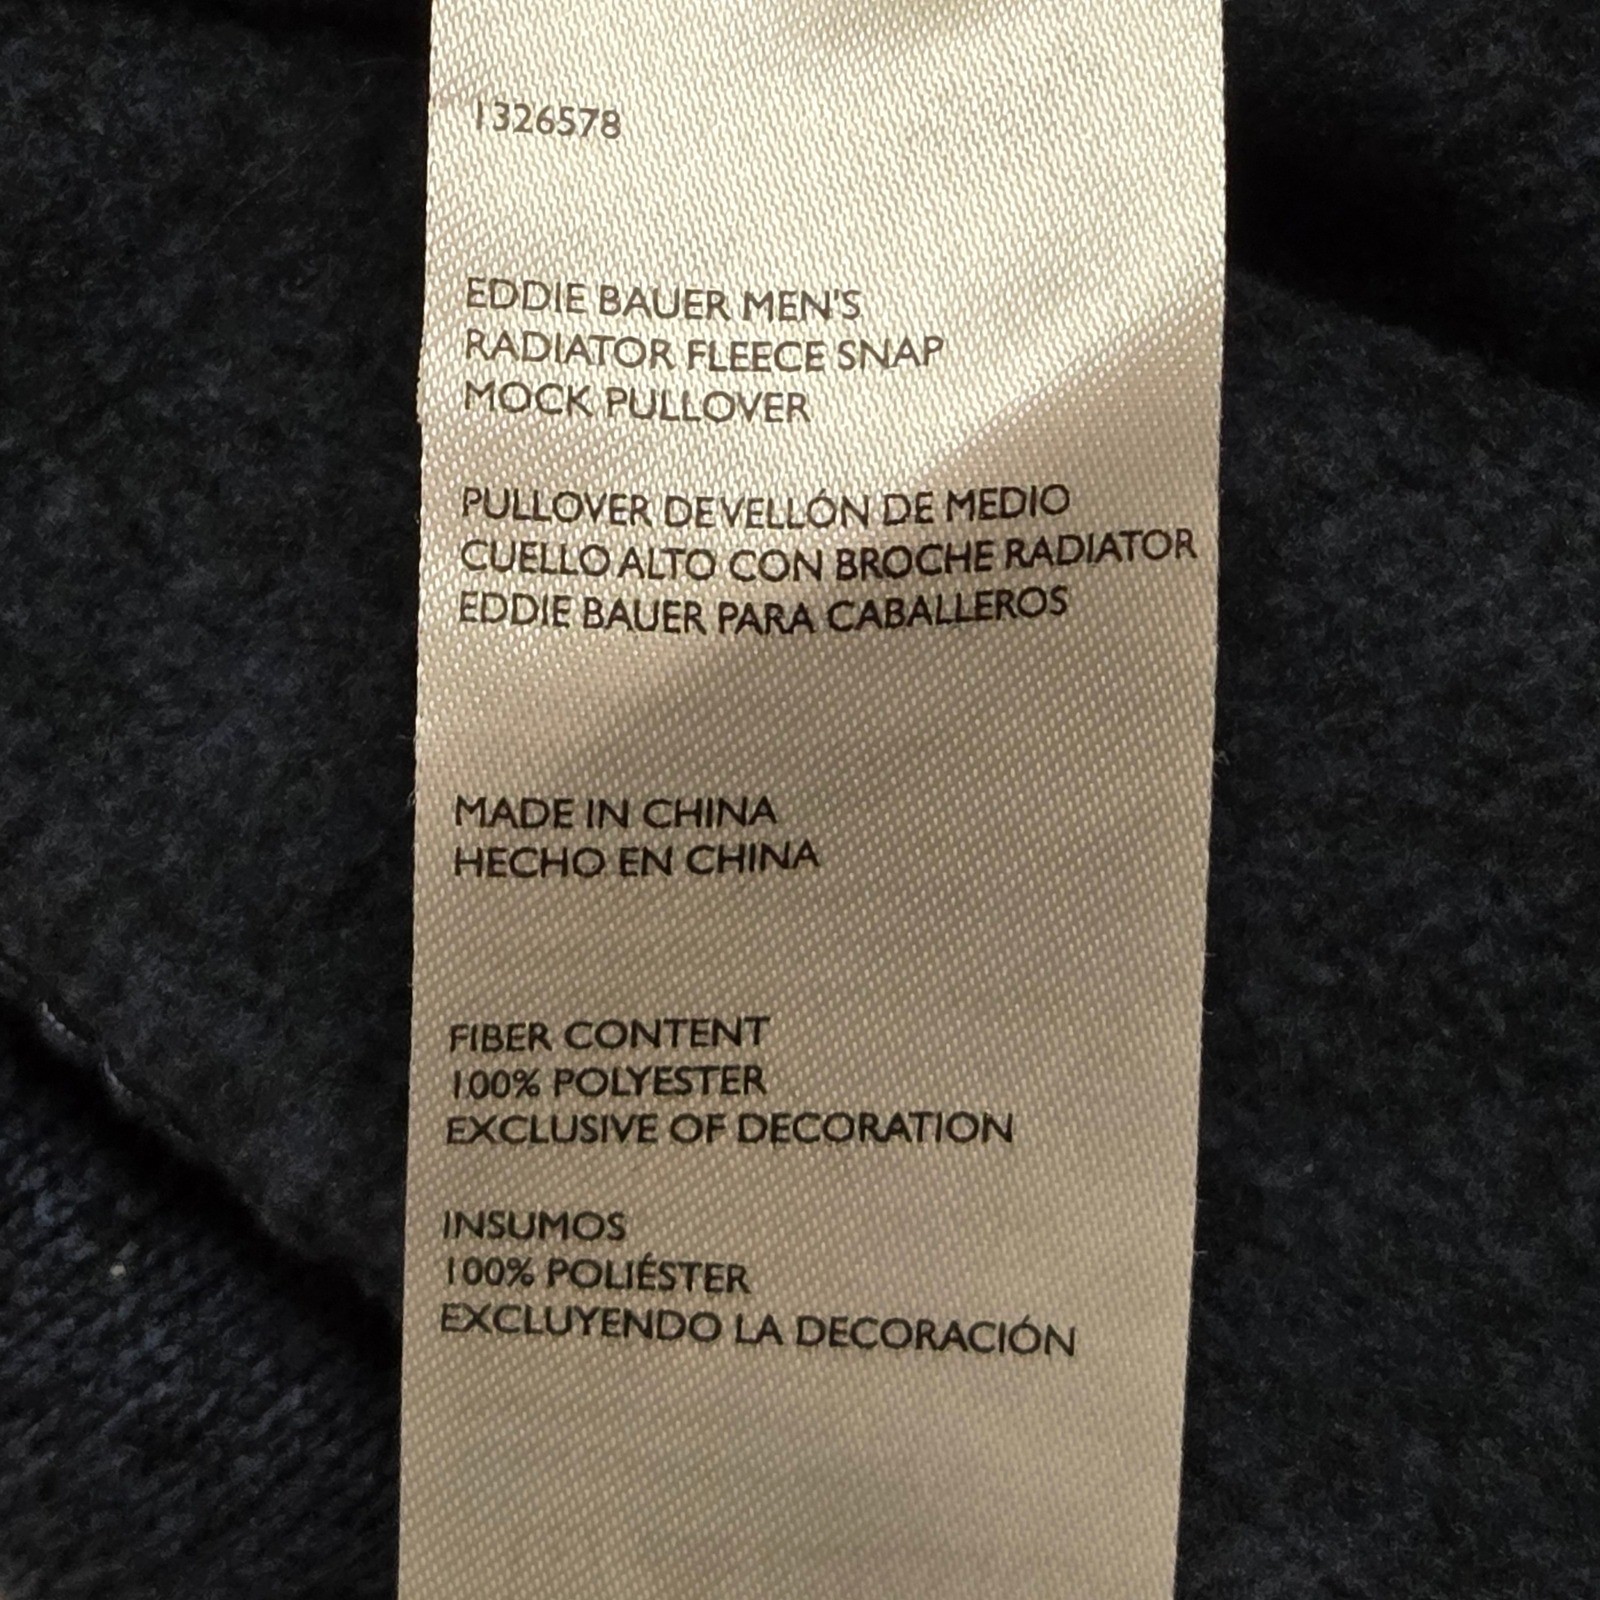 1326578
EDDIE BAUER MEN'S
RADIATOR FLEECE SNAP
MOCK PULLOVER
PULLOVER DE VELLÓN DE MEDIO
CUELLO ALTO CON BROCHE RADIATOR
EDDIE BAUER PARA CABALLEROS
MADE IN CHINA
HECHO EN CHINA
FIBER CONTENT
100% POLYESTER
EXCLUSIVE OF DECORATION
INSUMOS
100% POLIÉSTER
EXCLUYENDO LA DECORACIÓN